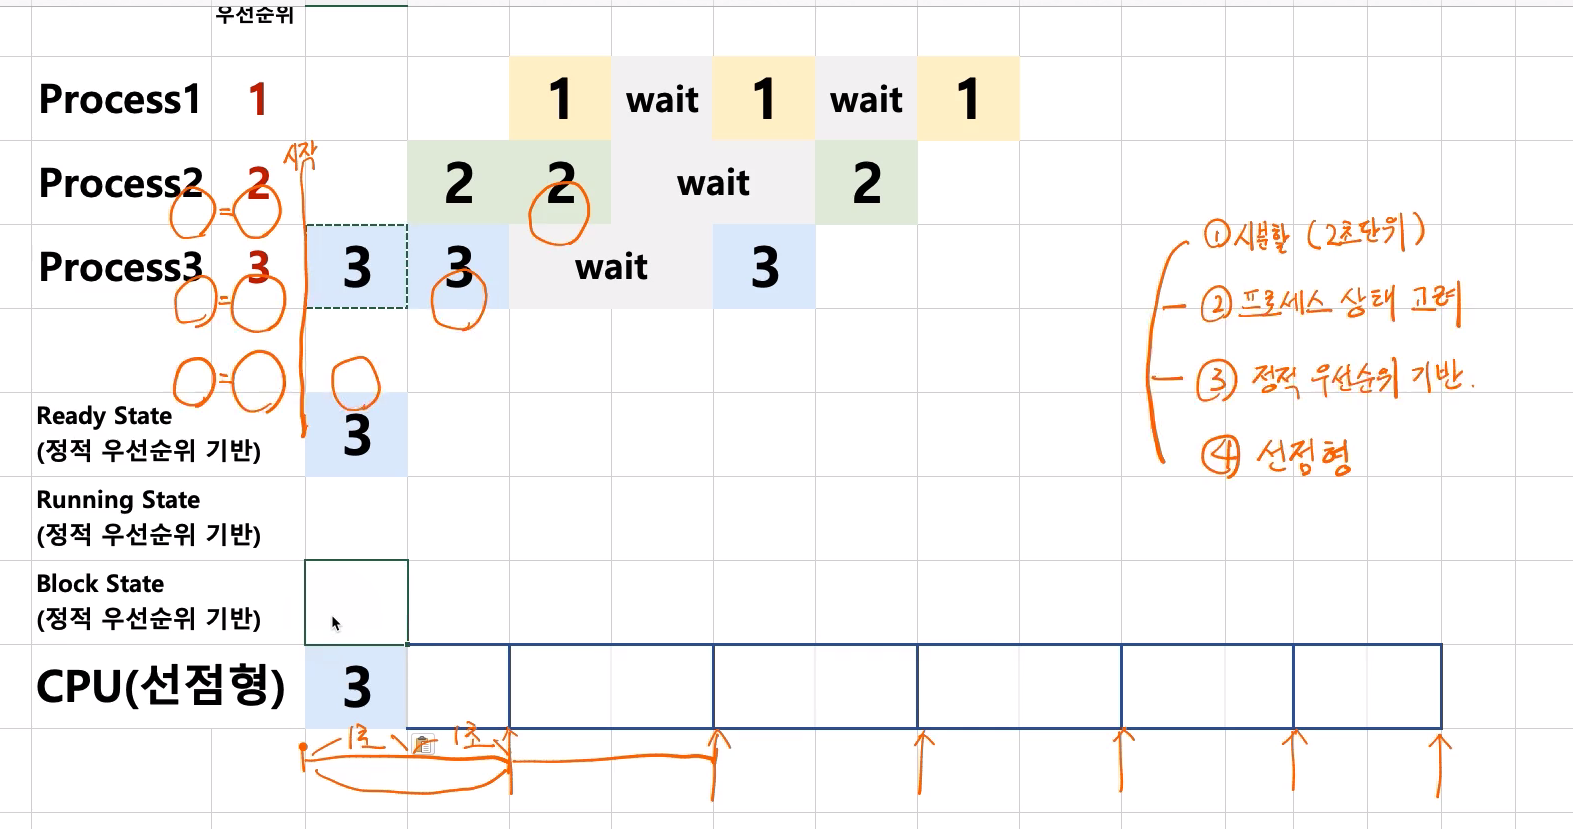 우선순위
Process1 1 1 wait 1 wait 1
시작
Process2 2 2 2 wait 2
=
Process3 3 3 3 wait 3
=
=
① 시분할 (2초단위)
② 프로세스 상태 고려
③ 정적 우선순위 기반.
④ 선점형
Ready State
(정적 우선순위 기반) 3
Running State
(정적 우선순위 기반)
Block State
(정적 우선순위 기반)
CPU(선점형) 3
1초 1초